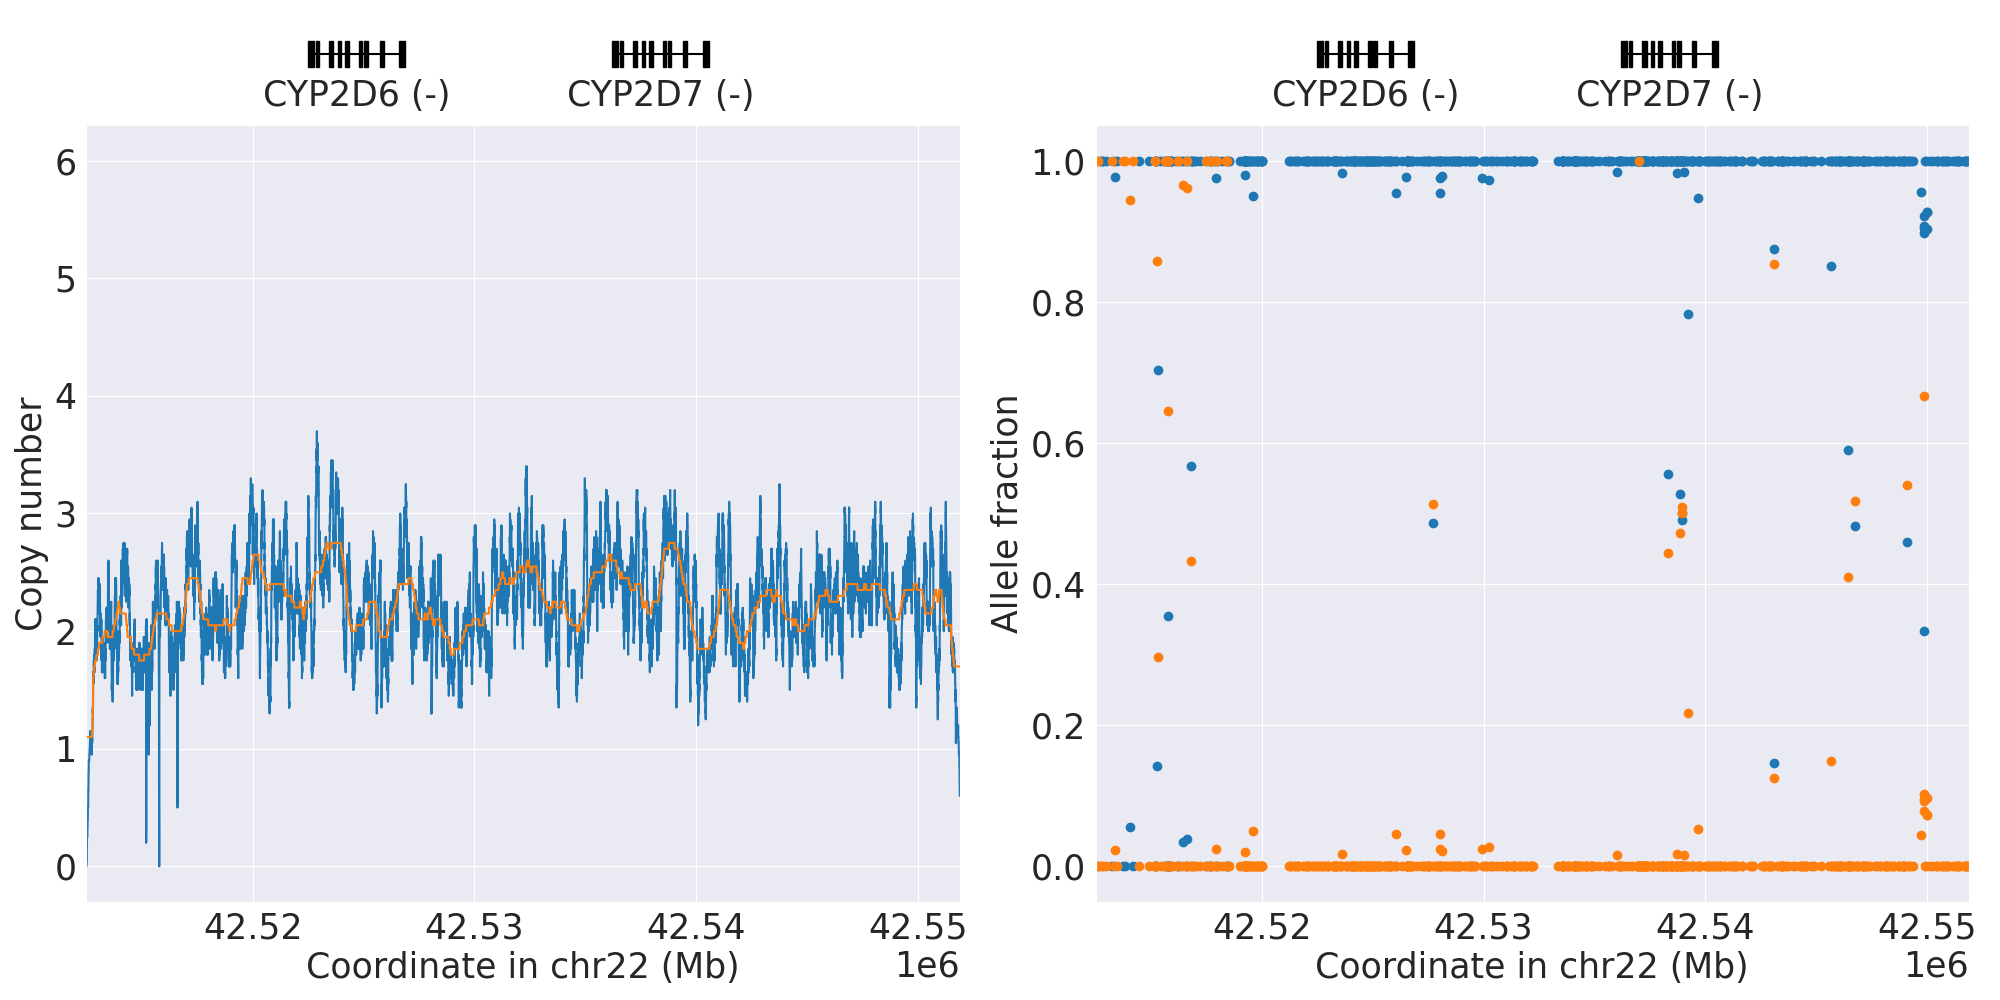 CYP2D6 (-) CYP2D7 (-)
6
5
4
3
2
1
0
Copy number
42.52 42.53 42.54 42.55
Coordinate in chr22 (Mb)
1e6
CYP2D6 (-) CYP2D7 (-)
1.0
0.8
0.6
0.4
0.2
0.0
Allele fraction
42.52 42.53 42.54 42.55
Coordinate in chr22 (Mb)
1e6